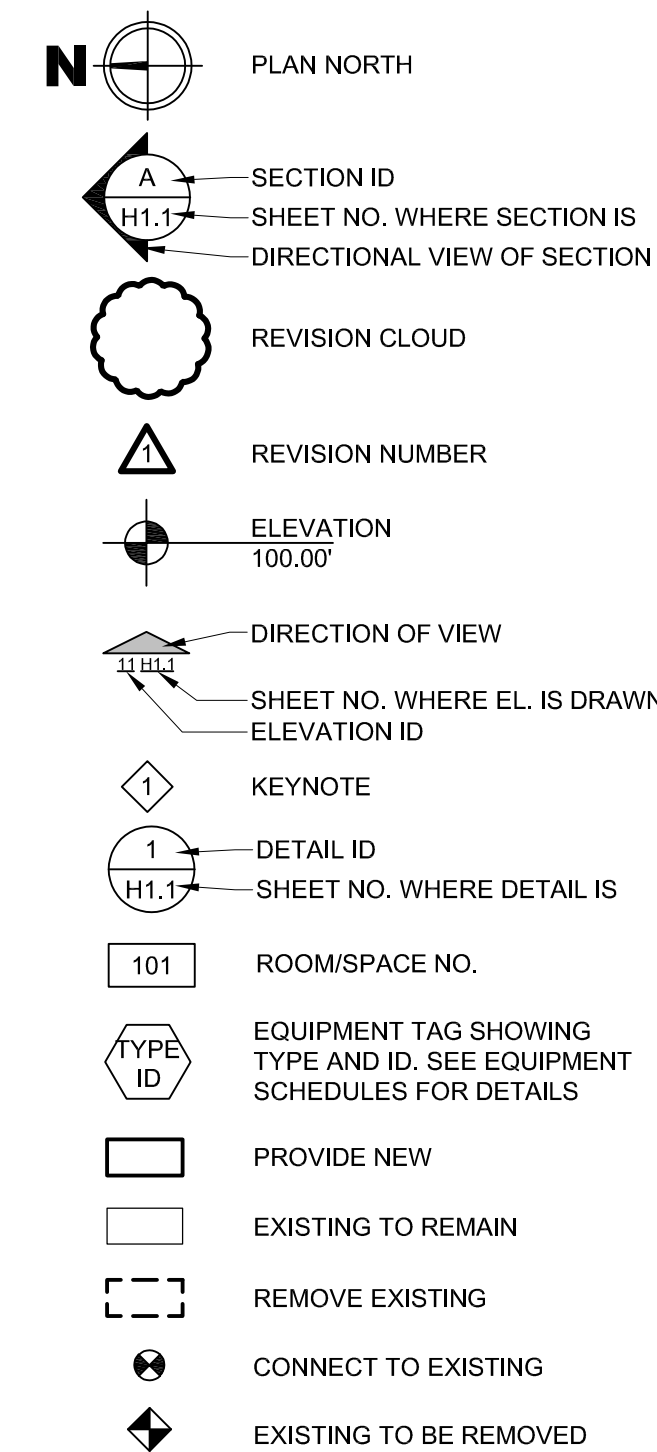 N PLAN NORTH
A SECTION ID
H1.1 SHEET NO. WHERE SECTION IS
DIRECTIONAL VIEW OF SECTION
REVISION CLOUD
1 REVISION NUMBER
ELEVATION
100.00'
DIRECTION OF VIEW
11 H1.1
SHEET NO. WHERE EL. IS DRAWN
ELEVATION ID
1 KEYNOTE
1 DETAIL ID
H1.1 SHEET NO. WHERE DETAIL IS
101 ROOM/SPACE NO.
TYPE
ID
EQUIPMENT TAG SHOWING
TYPE AND ID. SEE EQUIPMENT
SCHEDULES FOR DETAILS
PROVIDE NEW
EXISTING TO REMAIN
REMOVE EXISTING
CONNECT TO EXISTING
EXISTING TO BE REMOVED